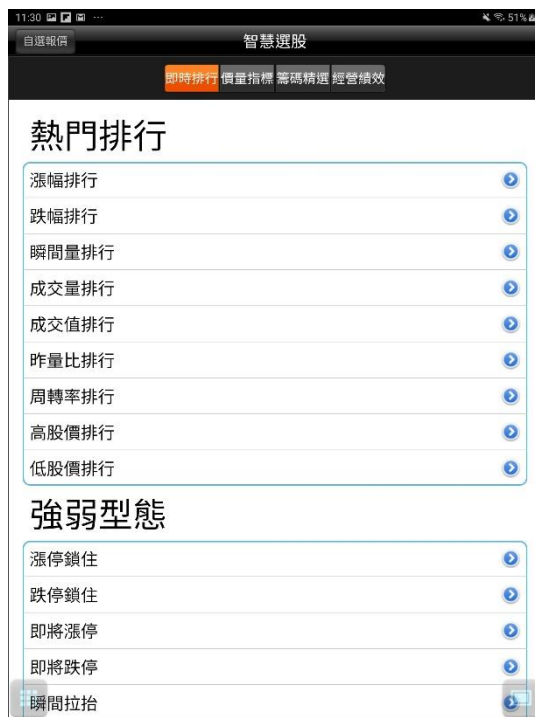 11:30 51%
自選報價 智慧選股
即時排行 價量指標 籌碼精選 經營績效
熱門排行
漲幅排行
跌幅排行
瞬間量排行
成交量排行
成交值排行
昨量比排行
周轉率排行
高股價排行
低股價排行
強弱型態
漲停鎖住
跌停鎖住
即將漲停
即將跌停
瞬間拉抬